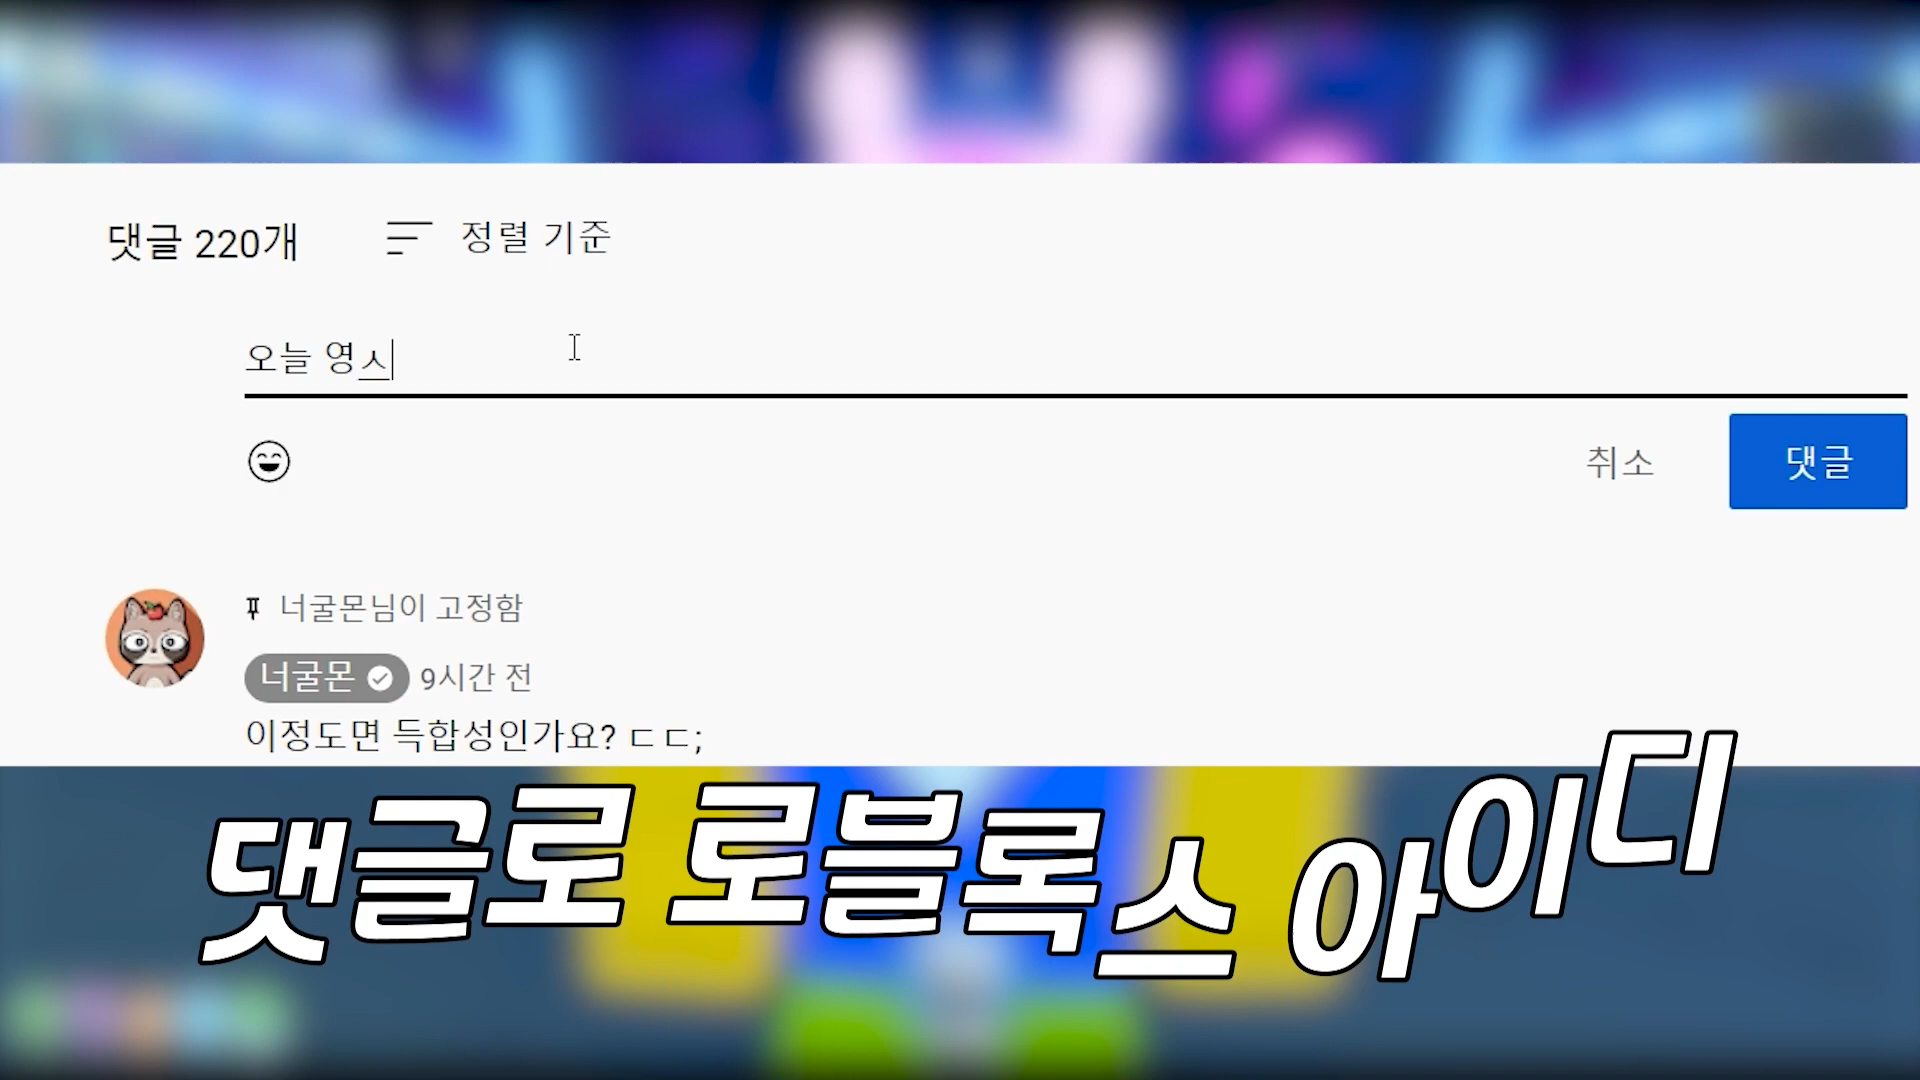 댓글 220개
정렬 기준
오늘 영ㅅ
취소
댓글
너굴몬님이 고정함
너굴몬 9시간 전
이정도면 득합성인가요? ㄷㄷ;
댓글로 로블록스 아이디